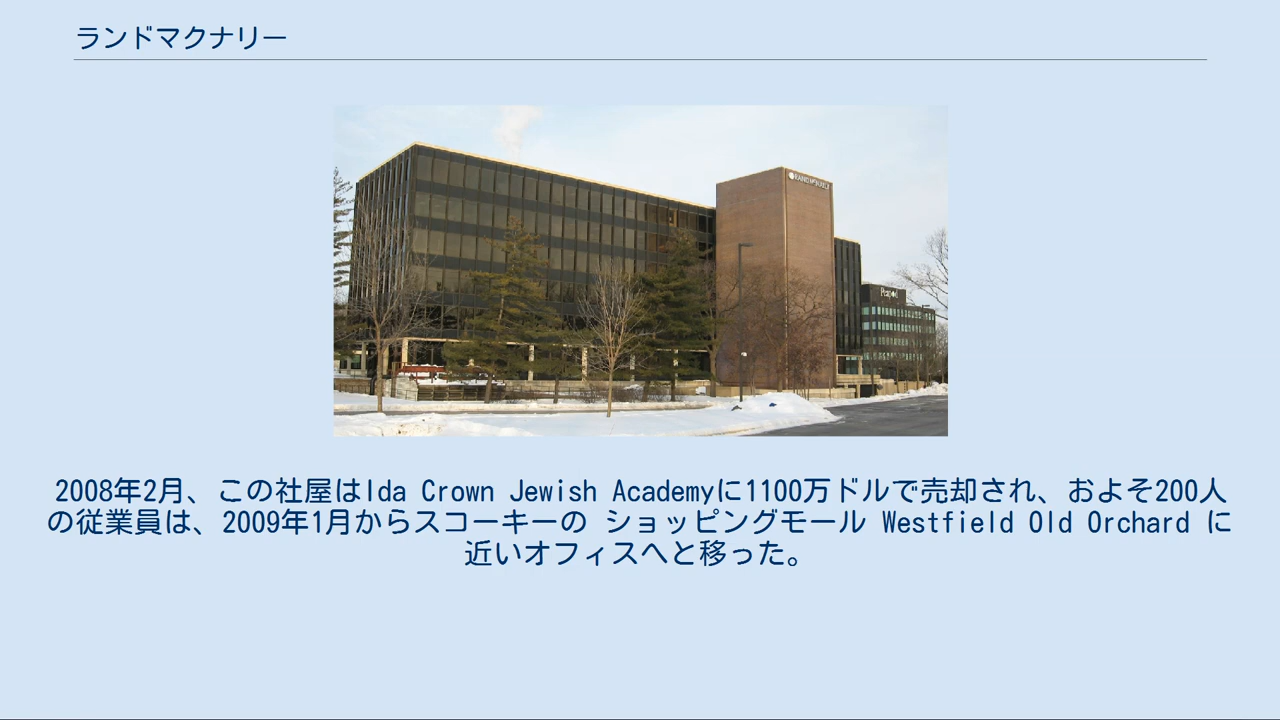 ランドマクナリー
RAND MCNALLY
Peapod
2008年2月、この社屋はIda Crown Jewish Academyに1100万ドルで売却され、およそ200人
の従業員は、2009年1月からスコーキーの ショッピングモール Westfield Old Orchard に
近いオフィスへと移った。